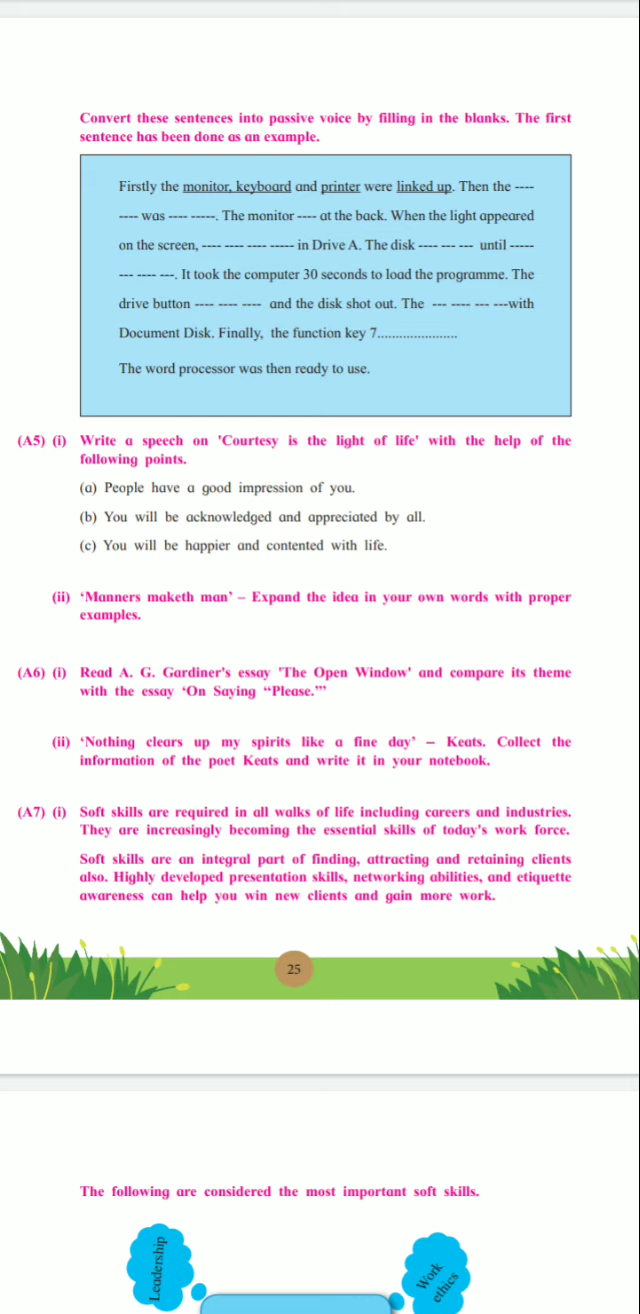 Convert these sentences into passive voice by filling in the blanks. The first
sentence has been done as an example.
Firstly the monitor, keyboard and printer were linked up. Then the ----
---- was ---- -----. The monitor ---- at the back. When the light appeared
on the screen, ---- ---- ---- ----- in Drive A. The disk ---- --- --- until -----
--- ---- ---. It took the computer 30 seconds to load the programme. The
drive button ---- ---- ---- and the disk shot out. The --- ---- --- ---with
Document Disk. Finally, the function key 7......................
The word processor was then ready to use.
(A5) (i) Write a speech on 'Courtesy is the light of life' with the help of the
following points.
(a) People have a good impression of you.
(b) You will be acknowledged and appreciated by all.
(c) You will be happier and contented with life.
(ii) ‘Manners maketh man’ – Expand the idea in your own words with proper
examples.
(A6) (i) Read A. G. Gardiner's essay 'The Open Window' and compare its theme
with the essay ‘On Saying “Please.”’
(ii) ‘Nothing clears up my spirits like a fine day’ – Keats. Collect the
information of the poet Keats and write it in your notebook.
(A7) (i) Soft skills are required in all walks of life including careers and industries.
They are increasingly becoming the essential skills of today's work force.
Soft skills are an integral part of finding, attracting and retaining clients
also. Highly developed presentation skills, networking abilities, and etiquette
awareness can help you win new clients and gain more work.
25
The following are considered the most important soft skills.
Leadership
Work
ethics